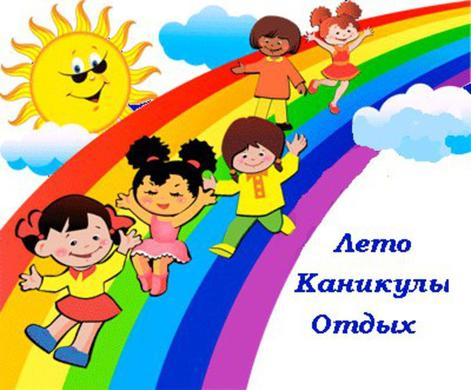 Лето
Каникулы
Отдых